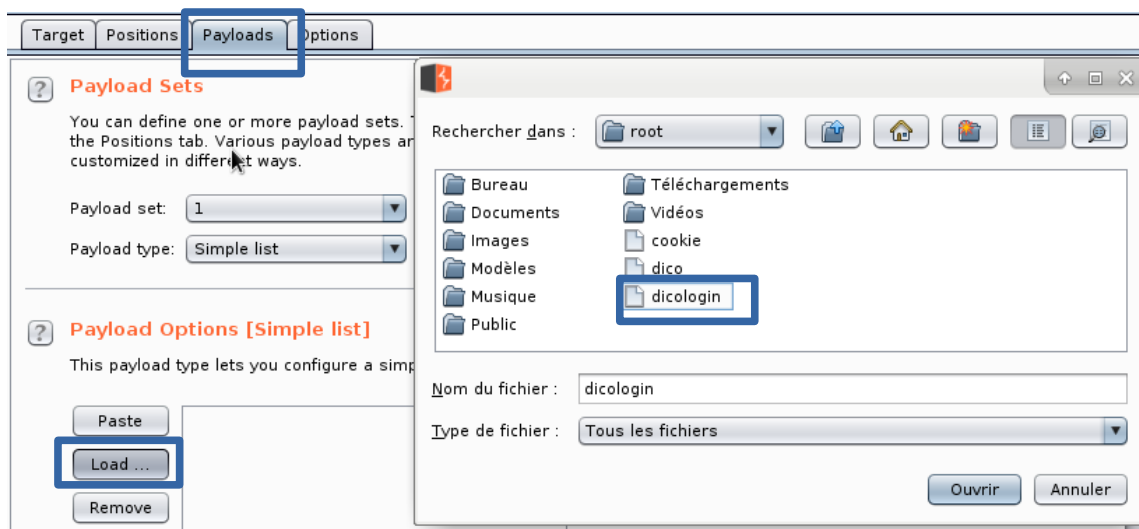 Target Positions Payloads Options
Payload Sets
You can define one or more payload sets.
the Positions tab. Various payload types
customized in different ways.
Payload set: 1
Payload type: Simple list
Payload Options [Simple list]
This payload type lets you configure a
Paste
Load ...
Remove
Rechercher dans : root
Bureau
Documents
Images
Modèles
Musique
Public
Téléchargements
Vidéos
cookie
dico
dicologin
Nom du fichier : dicologin
Type de fichier : Tous les fichiers
Ouvrir Annuler